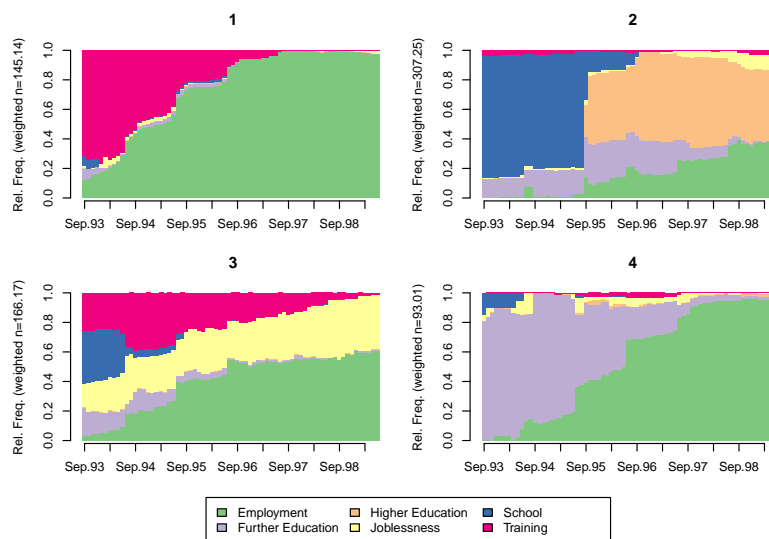 1
Rel. Freq. (weighted n=145.14)
0.0 0.2 0.4 0.6 0.8 1.0
Sep.93 Sep.94 Sep.95 Sep.96 Sep.97 Sep.98
2
Rel. Freq. (weighted n=307.25)
0.0 0.2 0.4 0.6 0.8 1.0
Sep.93 Sep.94 Sep.95 Sep.96 Sep.97 Sep.98
3
Rel. Freq. (weighted n=166.17)
0.0 0.2 0.4 0.6 0.8 1.0
Sep.93 Sep.94 Sep.95 Sep.96 Sep.97 Sep.98
4
Rel. Freq. (weighted n=93.01)
0.0 0.2 0.4 0.6 0.8 1.0
Sep.93 Sep.94 Sep.95 Sep.96 Sep.97 Sep.98
Employment Higher Education School
Further Education Joblessness Training